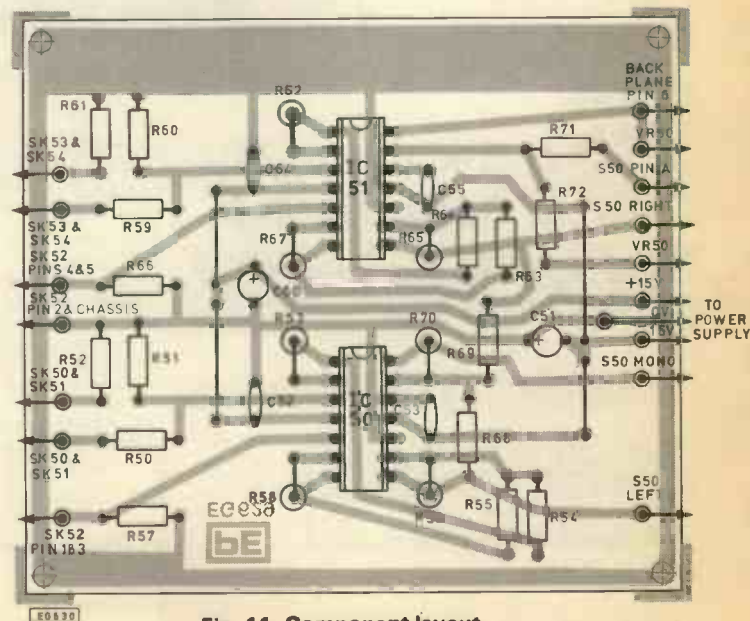 BACK
PLANE
PIN 6
R62
R61
R60
R71
VR50
SK53 &
SK54
C64
IC
51
C55
S50 PIN A
R72
S50 RIGHT
R59
SK53 &
SK54
R67
R65
R63
VR50
SK52
PINS 4&5
R66
+15V
SK52
PIN 2 & CHASSIS
C51
0V
TO
POWER
SUPPLY
R70
15V
R52
R51
R69
S50 MONO
SK50 &
SK51
IC
50
C53
R50
SK50 &
SK51
R68
S50
LEFT
R58
R55
R54
EGeSa
R57
SK52
PIN 1&3
EG630
Fig. 11. Component layout